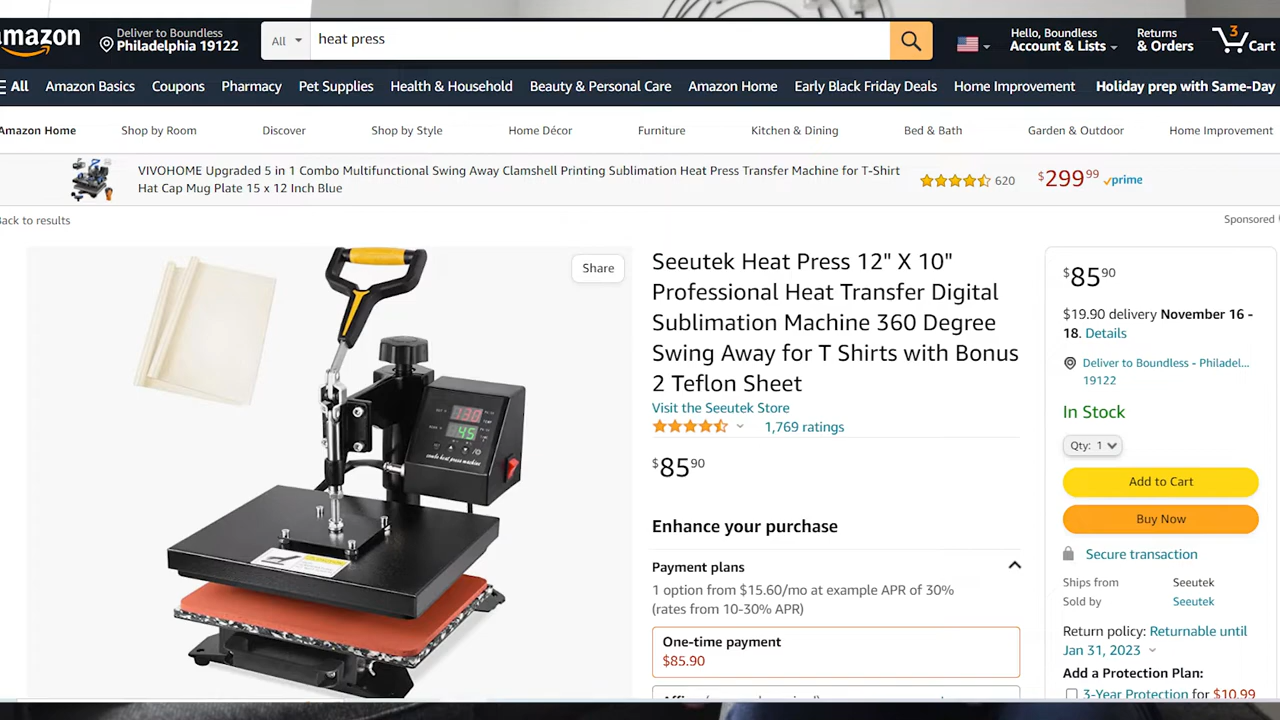 amazon
Deliver to Boundless
Philadelphia 19122
All
heat press
Hello, Boundless
Account & Lists
Returns
& Orders
3
Cart
All
Amazon Basics
Coupons
Pharmacy
Pet Supplies
Health & Household
Beauty & Personal Care
Amazon Home
Early Black Friday Deals
Home Improvement
Holiday prep with Same-Day
Amazon Home
Shop by Room
Discover
Shop by Style
Home Décor
Furniture
Kitchen & Dining
Bed & Bath
Garden & Outdoor
Home Improvement
VIVOHOME Upgraded 5 in 1 Combo Multifunctional Swing Away Clamshell Printing Sublimation Heat Press Transfer Machine for T-Shirt
Hat Cap Mug Plate 15 x 12 Inch Blue
620
$299 99
prime
Back to results
Sponsored
Share
130
45
combo heat press machine
Seeutek Heat Press 12" X 10"
Professional Heat Transfer Digital
Sublimation Machine 360 Degree
Swing Away for T Shirts with Bonus
2 Teflon Sheet
Visit the Seeutek Store
1,769 ratings
$85 90
Enhance your purchase
Payment plans
1 option from $15.60/mo at example APR of 30%
(rates from 10-30% APR)
One-time payment
$85.90
$85 90
$19.90 delivery November 16 -
18. Details
Deliver to Boundless - Philadel...
19122
In Stock
Qty: 1
Add to Cart
Buy Now
Secure transaction
Ships from Seeutek
Sold by Seeutek
Return policy: Returnable until
Jan 31, 2023
Add a Protection Plan:
3-Year Protection for $10.99